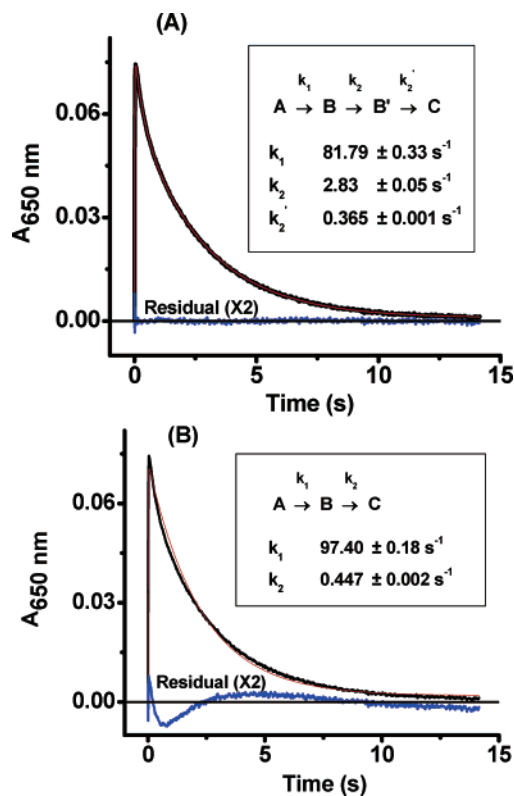 (A)
k₁ k₂ k₂'
A → B → B' → C
k₁ 81.79 ± 0.33 s⁻¹
k₂ 2.83 ± 0.05 s⁻¹
k₂' 0.365 ± 0.001 s⁻¹
0.06
0.03
0.00
A650 nm
Residual (X2)
0 5 10 15
Time (s)
(B)
k₁ k₂
A → B → C
k₁ 97.40 ± 0.18 s⁻¹
k₂ 0.447 ± 0.002 s⁻¹
0.06
0.03
0.00
A650 nm
Residual (X2)
0 5 10 15
Time (s)